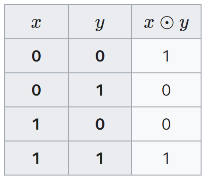 x y x ⊙ y
0 0 1
0 1 0
1 0 0
1 1 1